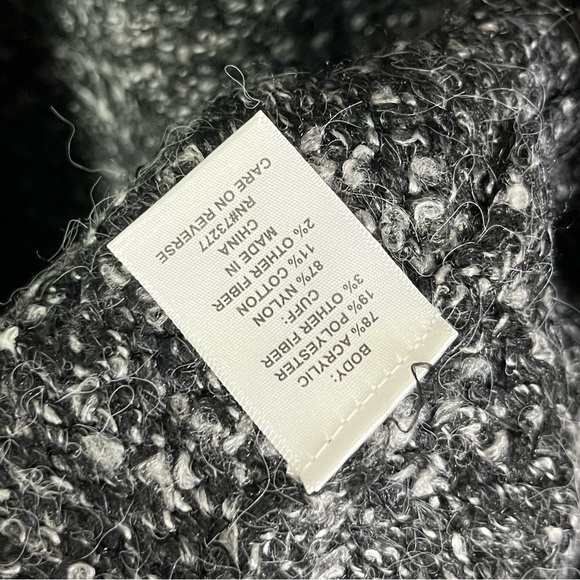 BODY:
78% ACRYLIC
19% POLYESTER
3% OTHER FIBER
CUFF:
87% NYLON
11% COTTON
2% OTHER FIBER
MADE IN
CHINA
RN#73277
CARE ON REVERSE